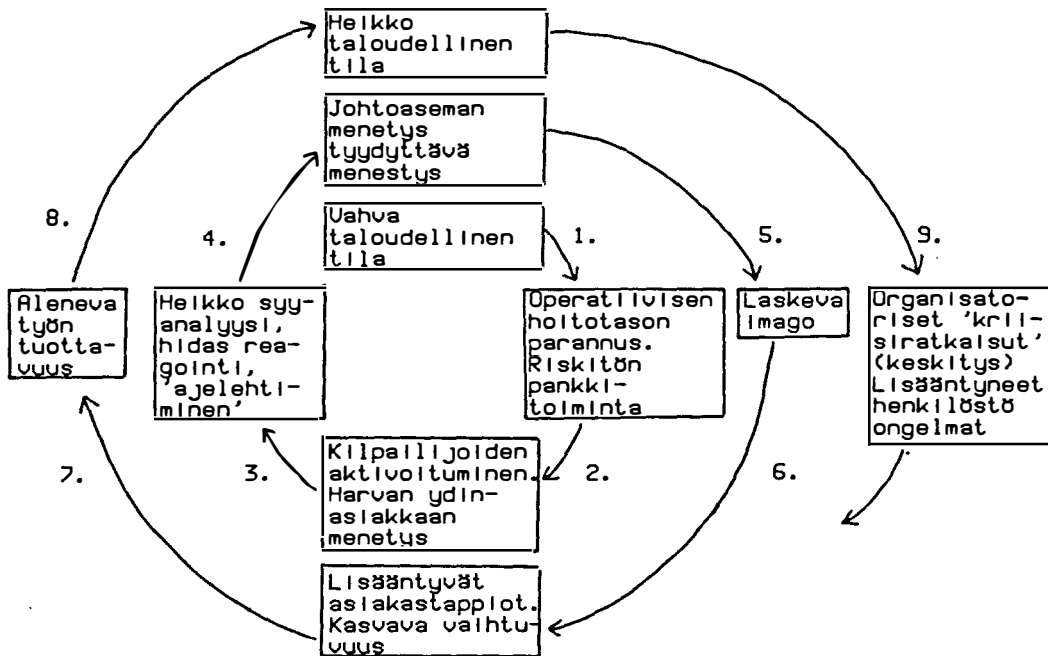 Heikko
taloudellinen
tila
Johtoaseman
menetys
tyydyttävä
menestys
8.
4.
Vahva
taloudellinen
tila
1.
5.
9.
Aleneva
työn
tuotta-
vuus
Heikko syy-
analyysi,
hidas rea-
gointi,
'ajelehti-
minen'
Operatiivisen
hoitotason
parannus.
Riskitön
pankki-
toiminta
Laskeva
imago
Organisato-
riset 'krii-
siratkaisut'
(keskitys)
Lisääntyneet
henkilöstö
ongelmat
7.
3.
Kilpailijoiden
aktivoituminen.
Harvan ydin-
asiakkaan
menetys
2.
6.
Lisääntyvät
asiakastappiot.
Kasvava vaihtu-
vuus